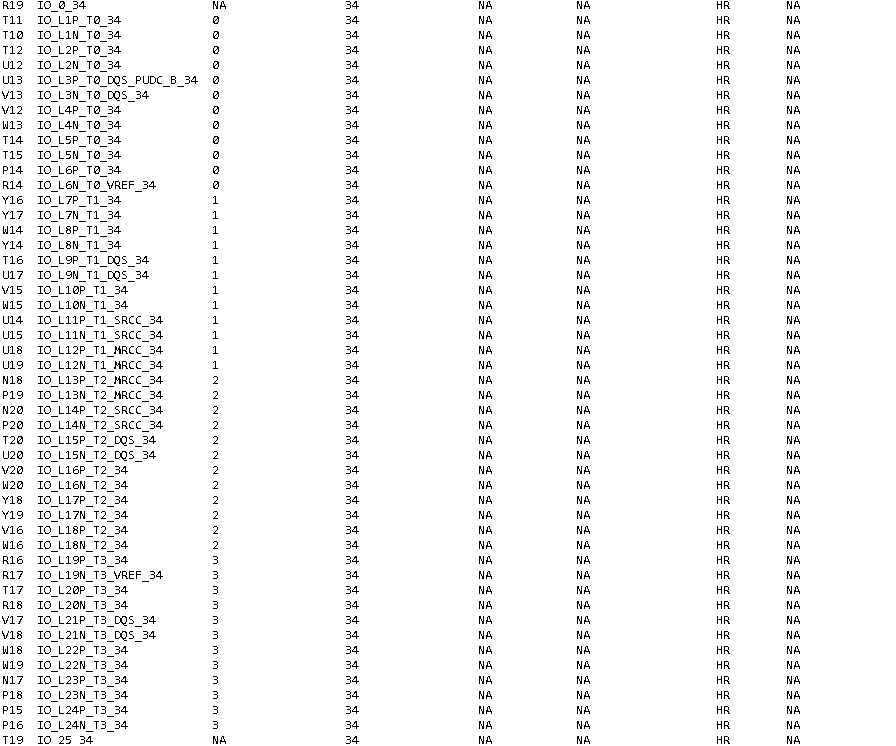 R19 IO_0_34 NA 34 NA NA HR NA
T11 IO_L1P_T0_34 0 34 NA NA HR NA
T10 IO_L1N_T0_34 0 34 NA NA HR NA
T12 IO_L2P_T0_34 0 34 NA NA HR NA
U12 IO_L2N_T0_34 0 34 NA NA HR NA
U13 IO_L3P_T0_DQS_PUDC_B_34 0 34 NA NA HR NA
V13 IO_L3N_T0_DQS_34 0 34 NA NA HR NA
V12 IO_L4P_T0_34 0 34 NA NA HR NA
W13 IO_L4N_T0_34 0 34 NA NA HR NA
T14 IO_L5P_T0_34 0 34 NA NA HR NA
T15 IO_L5N_T0_34 0 34 NA NA HR NA
P14 IO_L6P_T0_34 0 34 NA NA HR NA
R14 IO_L6N_T0_VREF_34 0 34 NA NA HR NA
Y16 IO_L7P_T1_34 1 34 NA NA HR NA
Y17 IO_L7N_T1_34 1 34 NA NA HR NA
W14 IO_L8P_T1_34 1 34 NA NA HR NA
Y14 IO_L8N_T1_34 1 34 NA NA HR NA
T16 IO_L9P_T1_DQS_34 1 34 NA NA HR NA
U17 IO_L9N_T1_DQS_34 1 34 NA NA HR NA
V15 IO_L10P_T1_34 1 34 NA NA HR NA
W15 IO_L10N_T1_34 1 34 NA NA HR NA
U14 IO_L11P_T1_SRCC_34 1 34 NA NA HR NA
U15 IO_L11N_T1_SRCC_34 1 34 NA NA HR NA
U18 IO_L12P_T1_MRCC_34 1 34 NA NA HR NA
U19 IO_L12N_T1_MRCC_34 1 34 NA NA HR NA
N18 IO_L13P_T2_MRCC_34 2 34 NA NA HR NA
P19 IO_L13N_T2_MRCC_34 2 34 NA NA HR NA
N20 IO_L14P_T2_SRCC_34 2 34 NA NA HR NA
P20 IO_L14N_T2_SRCC_34 2 34 NA NA HR NA
T20 IO_L15P_T2_DQS_34 2 34 NA NA HR NA
U20 IO_L15N_T2_DQS_34 2 34 NA NA HR NA
V20 IO_L16P_T2_34 2 34 NA NA HR NA
W20 IO_L16N_T2_34 2 34 NA NA HR NA
Y18 IO_L17P_T2_34 2 34 NA NA HR NA
Y19 IO_L17N_T2_34 2 34 NA NA HR NA
V16 IO_L18P_T2_34 2 34 NA NA HR NA
W16 IO_L18N_T2_34 2 34 NA NA HR NA
R16 IO_L19P_T3_34 3 34 NA NA HR NA
R17 IO_L19N_T3_VREF_34 3 34 NA NA HR NA
T17 IO_L20P_T3_34 3 34 NA NA HR NA
R18 IO_L20N_T3_34 3 34 NA NA HR NA
V17 IO_L21P_T3_DQS_34 3 34 NA NA HR NA
V18 IO_L21N_T3_DQS_34 3 34 NA NA HR NA
W18 IO_L22P_T3_34 3 34 NA NA HR NA
W19 IO_L22N_T3_34 3 34 NA NA HR NA
N17 IO_L23P_T3_34 3 34 NA NA HR NA
P18 IO_L23N_T3_34 3 34 NA NA HR NA
P15 IO_L24P_T3_34 3 34 NA NA HR NA
P16 IO_L24N_T3_34 3 34 NA NA HR NA
T19 IO_25_34 NA 34 NA NA HR NA